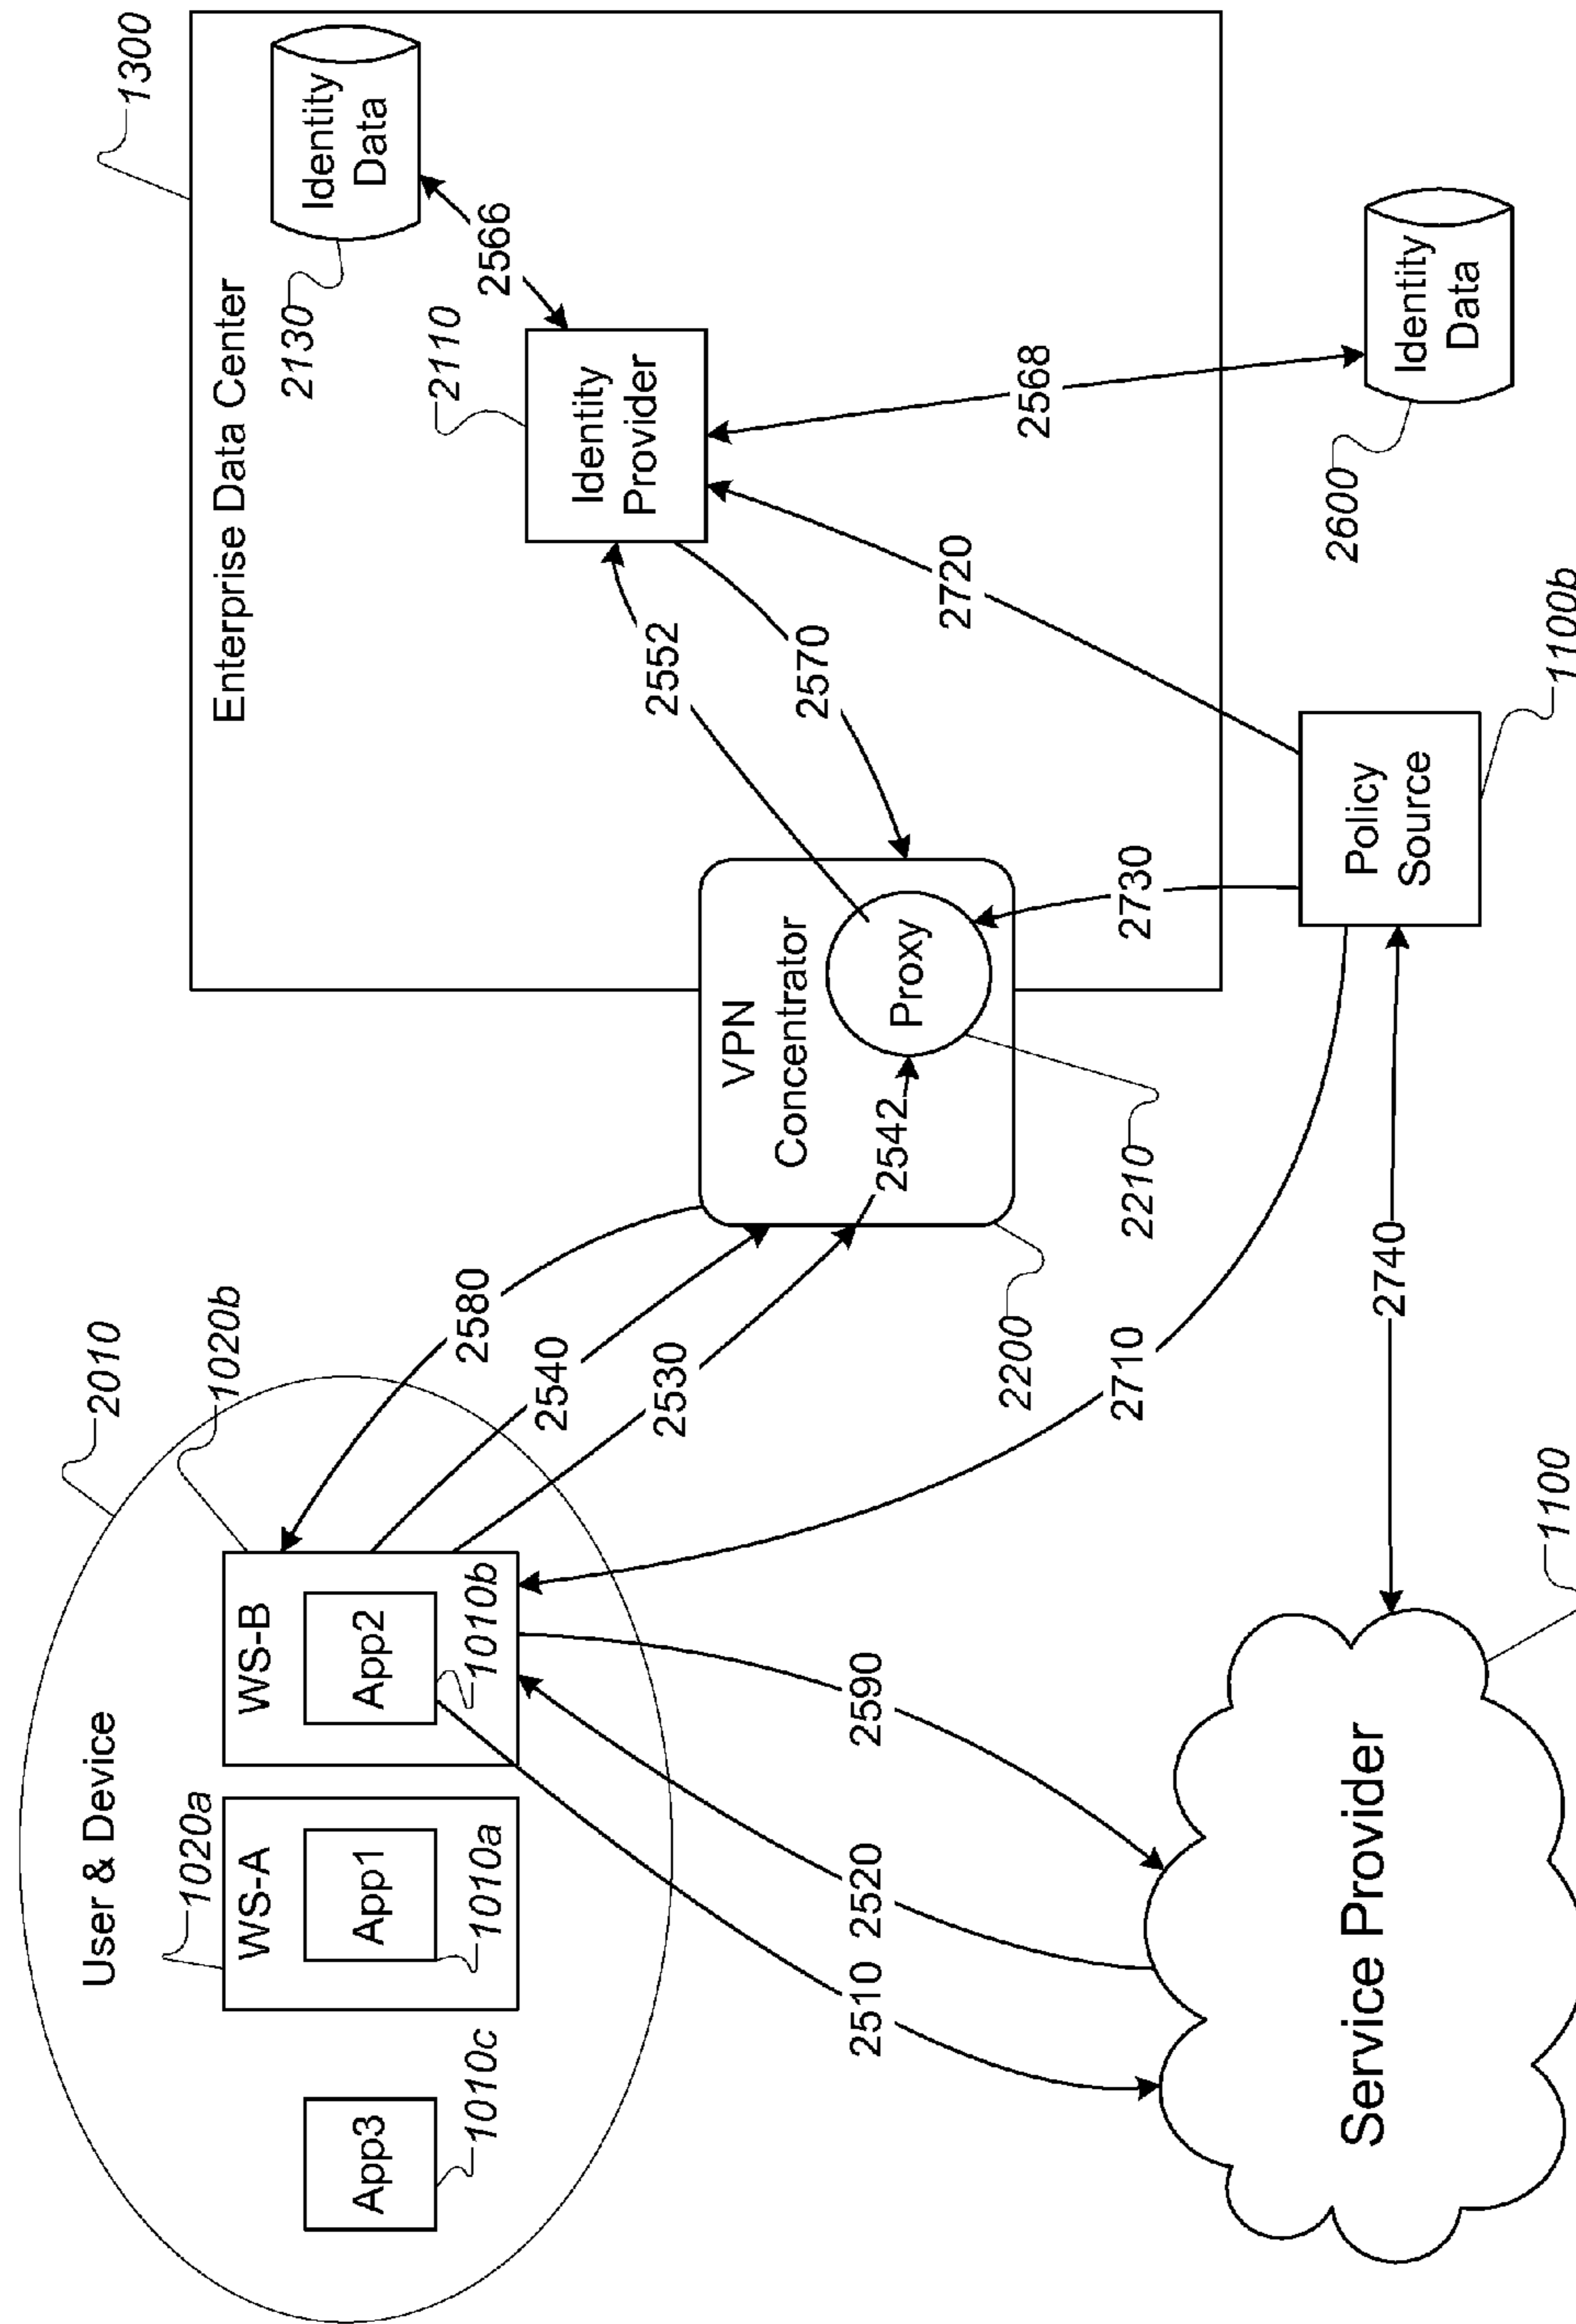 User & Device
2010
App3
1010c
WS-A
1020a
App1
1010a
WS-B
1020b
App2
1010b
2580
2540
2530
2542
VPN
Concentrator
Proxy
2200
2210
Enterprise Data Center
1300
2552
2570
Identity
Provider
2110
2566
Identity
Data
2130
2568
2720
2730
2510
2520
2590
2710
2740
Service Provider
1100
Policy
Source
1100b
Identity
Data
2600